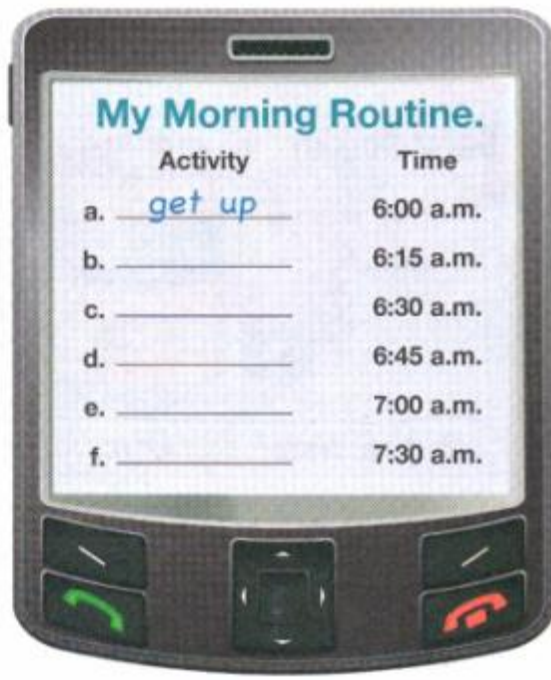 My Morning Routine.
Activity Time
a. get up 6:00 a.m.
b. 6:15 a.m.
c. 6:30 a.m.
d. 6:45 a.m.
e. 7:00 a.m.
f. 7:30 a.m.